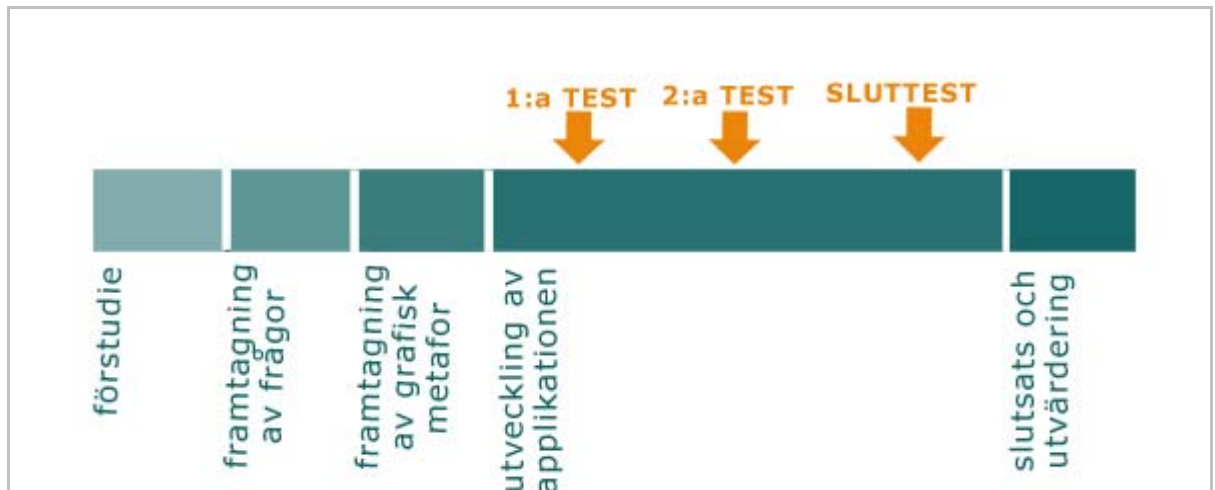 1:a TEST
2:a TEST
SLUTTEST
förstudie
framtagning
av frågor
framtagning
av grafisk
metafor
utveckling av
applikationen
slutsats och
utvärdering